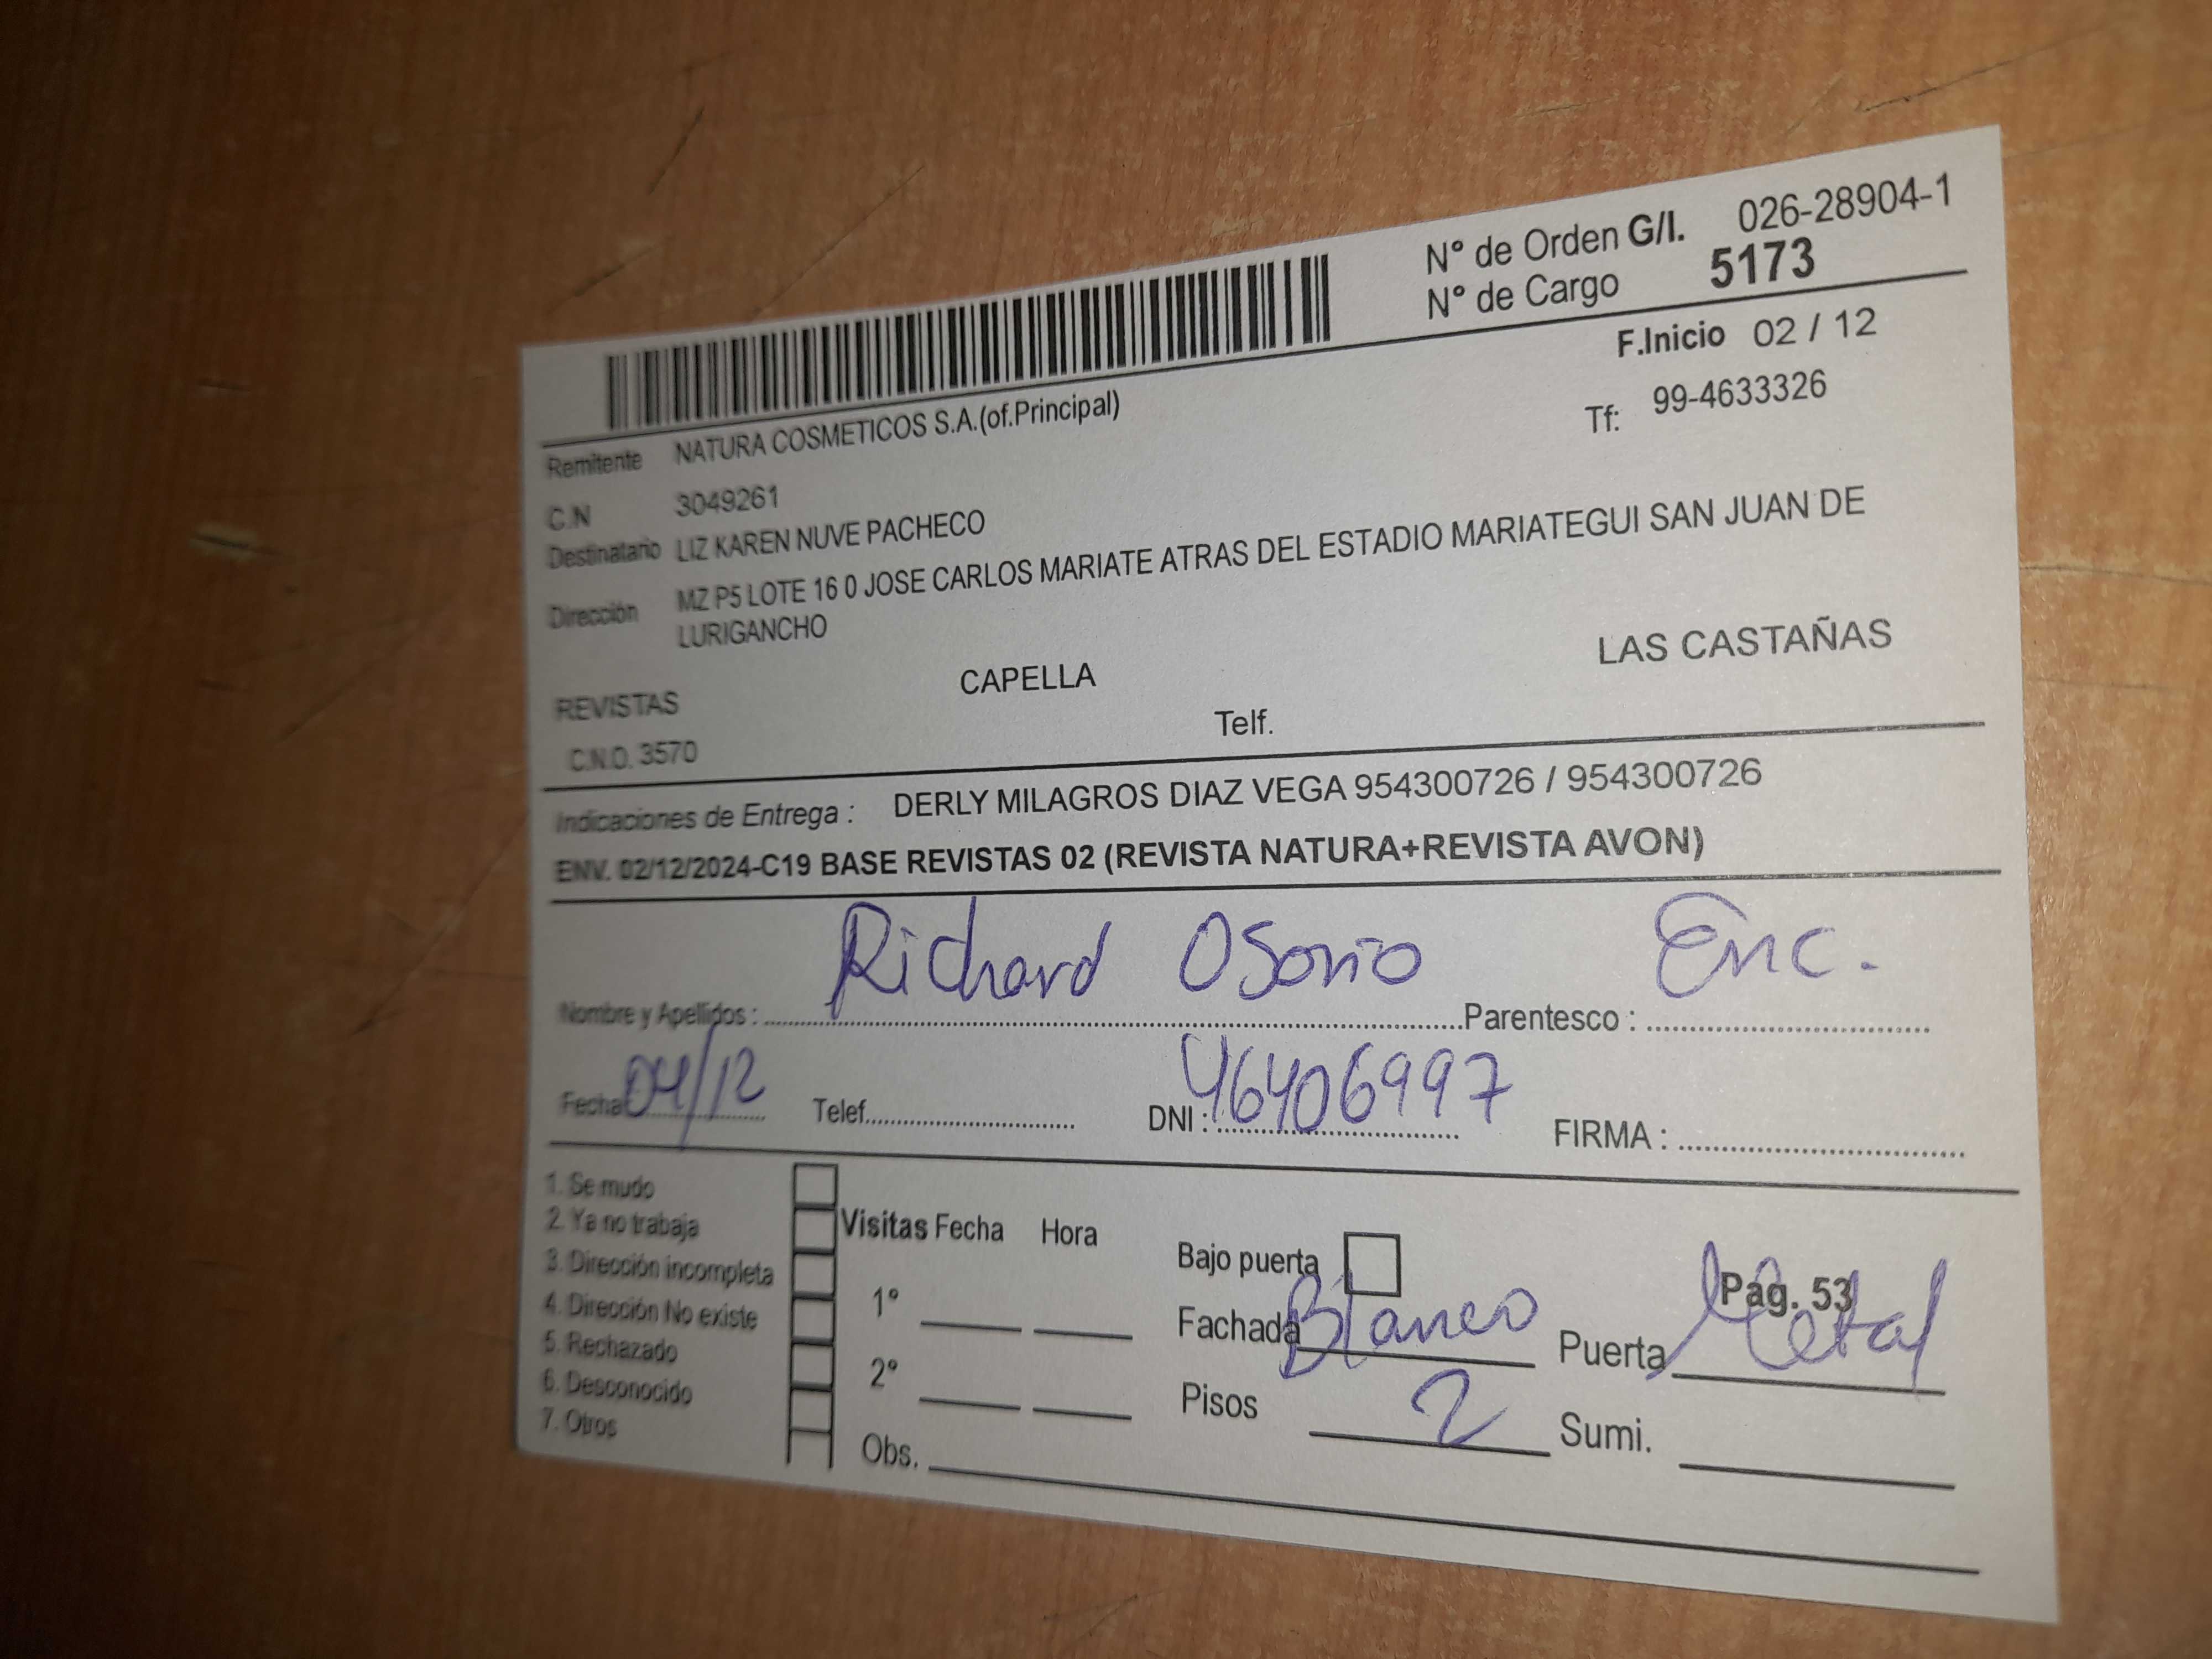 N° de Orden G/I. 026-28904-1
N° de Cargo 5173
F.Inicio 02 / 12
Remitente NATURA COSMETICOS S.A.(of.Principal) Tf: 99-4633326
C.N 3049261
Destinatario LIZ KAREN NUVE PACHECO
Dirección MZ P5 LOTE 16 0 JOSE CARLOS MARIATE ATRAS DEL ESTADIO MARIATEGUI SAN JUAN DE
LURIGANCHO
REVISTAS CAPELLA LAS CASTAÑAS
C.N.O. 3570 Telf.
Indicaciones de Entrega : DERLY MILAGROS DIAZ VEGA 954300726 / 954300726
ENV. 02/12/2024-C19 BASE REVISTAS 02 (REVISTA NATURA+REVISTA AVON)
Nombre y Apellidos : Richard Osorio Parentesco : Enc.
Fecha 04/12 Telef. DNI : 46406997 FIRMA :
1. Se mudo
2. Ya no trabaja
3. Dirección incompleta
4. Dirección No existe
5. Rechazado
6. Desconocido
7. Otros
Visitas Fecha Hora
1°
2°
Obs.
Bajo puerta Pag. 53
Fachada Blanco Puerta Metal
Pisos 2 Sumi.